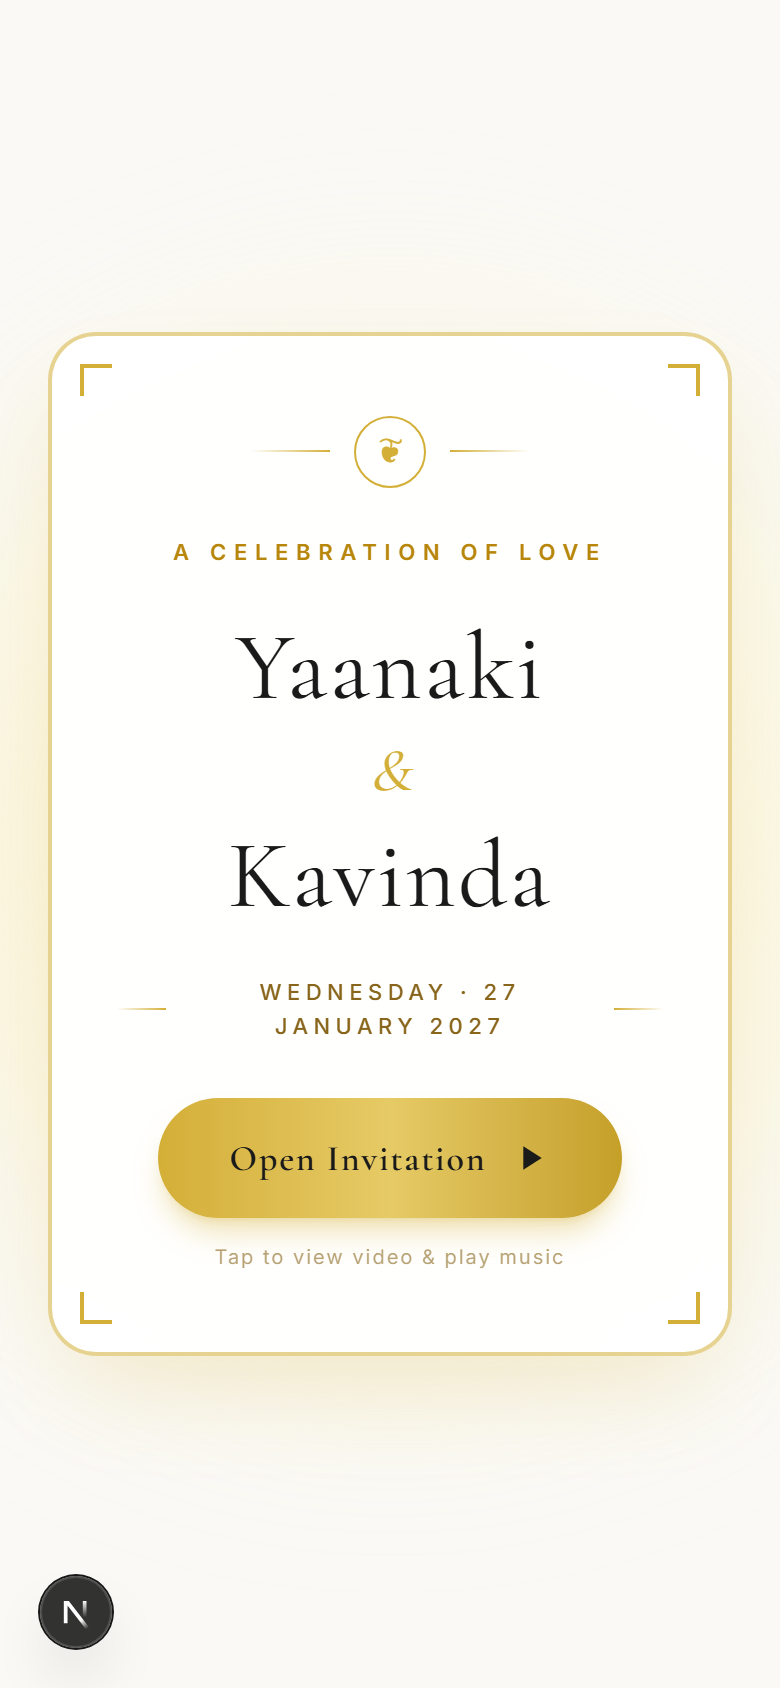 A CELEBRATION OF LOVE
Yaanaki
&
Kavinda
WEDNESDAY · 27
JANUARY 2027
Open Invitation ▶
Tap to view video & play music
N